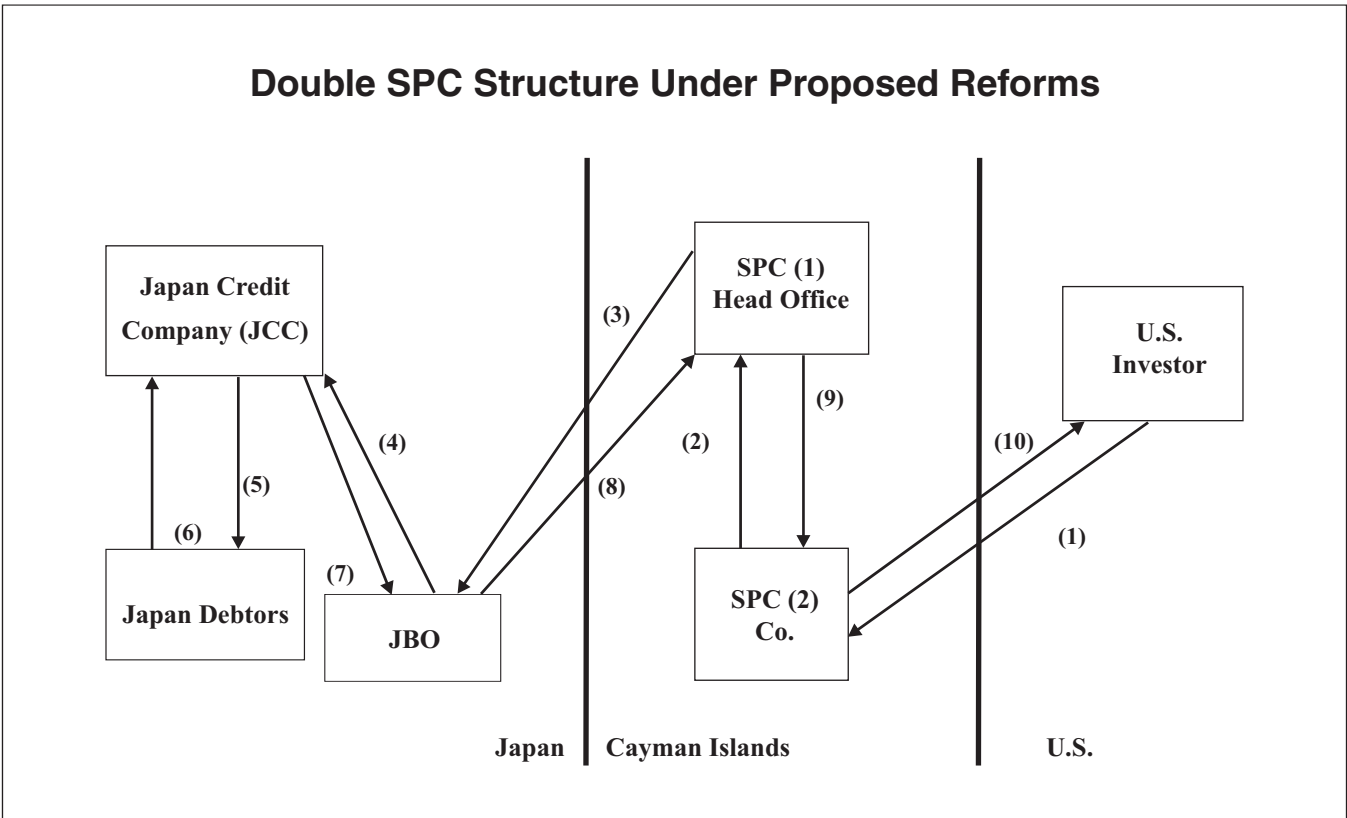 Double SPC Structure Under Proposed Reforms
Japan Credit
Company (JCC)
SPC (1)
Head Office
U.S.
Investor
(3)
(9)
(4)
(2)
(10)
(5)
(8)
(6)
(1)
(7)
Japan Debtors
JBO
SPC (2)
Co.
Japan
Cayman Islands
U.S.